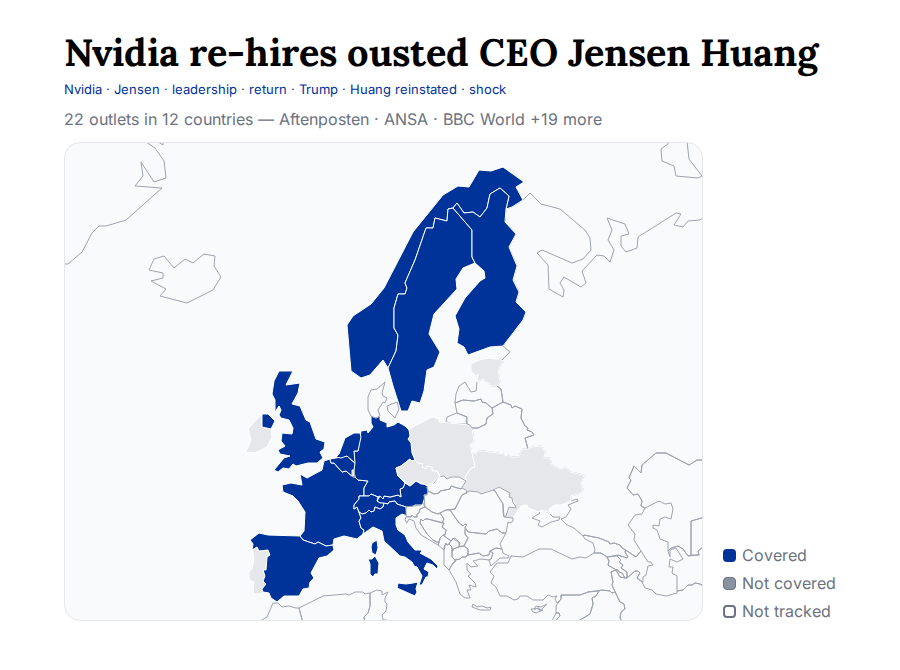 Nvidia re-hires ousted CEO Jensen Huang
Nvidia · Jensen · leadership · return · Trump · Huang reinstated · shock
22 outlets in 12 countries — Aftenposten · ANSA · BBC World +19 more
Covered
Not covered
Not tracked